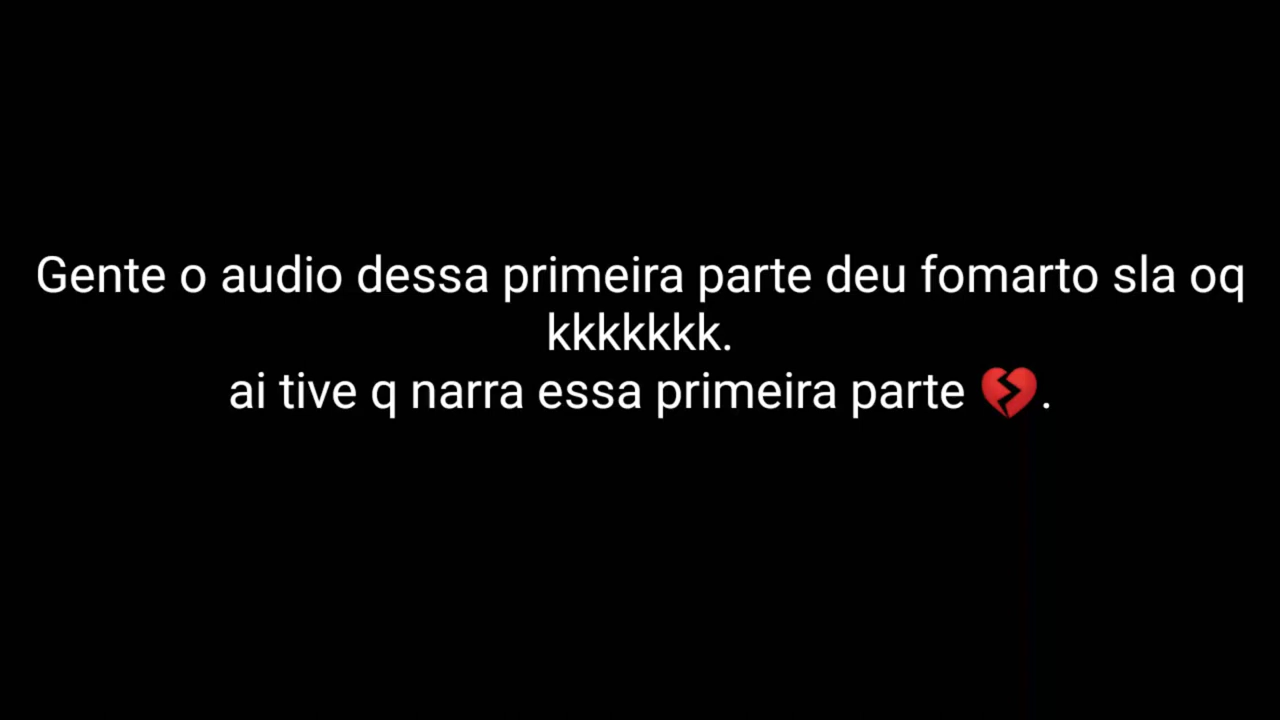 Gente o audio dessa primeira parte deu fomarto sla oq
kkkkkkk.
ai tive q narra essa primeira parte 💔.